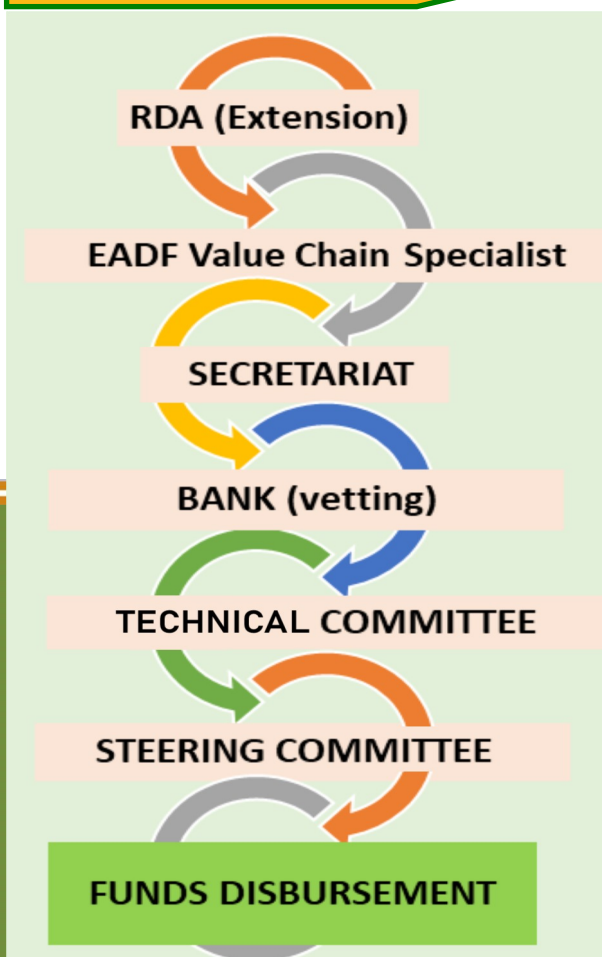 RDA (Extension)
EADF Value Chain Specialist
SECRETARIAT
BANK (vetting)
TECHNICAL COMMITTEE
STEERING COMMITTEE
FUNDS DISBURSEMENT